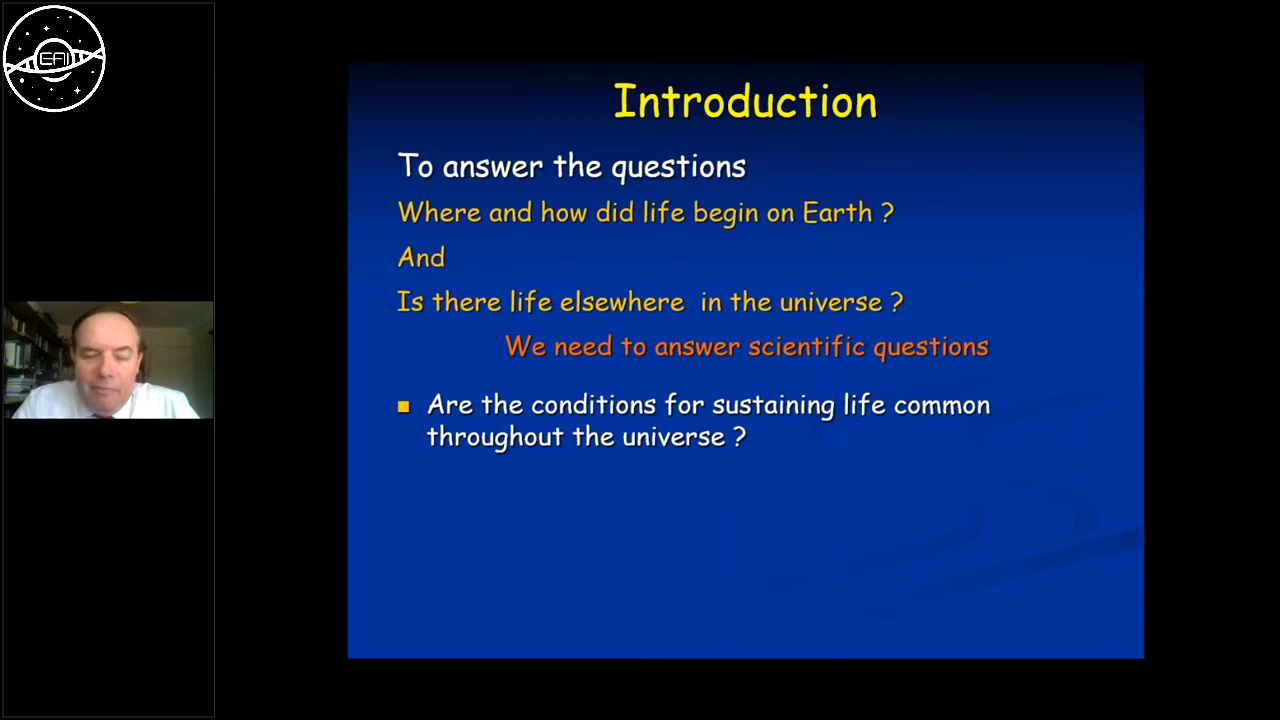 EAI
Introduction
To answer the questions
Where and how did life begin on Earth ?
And
Is there life elsewhere in the universe ?
We need to answer scientific questions
Are the conditions for sustaining life common
throughout the universe ?